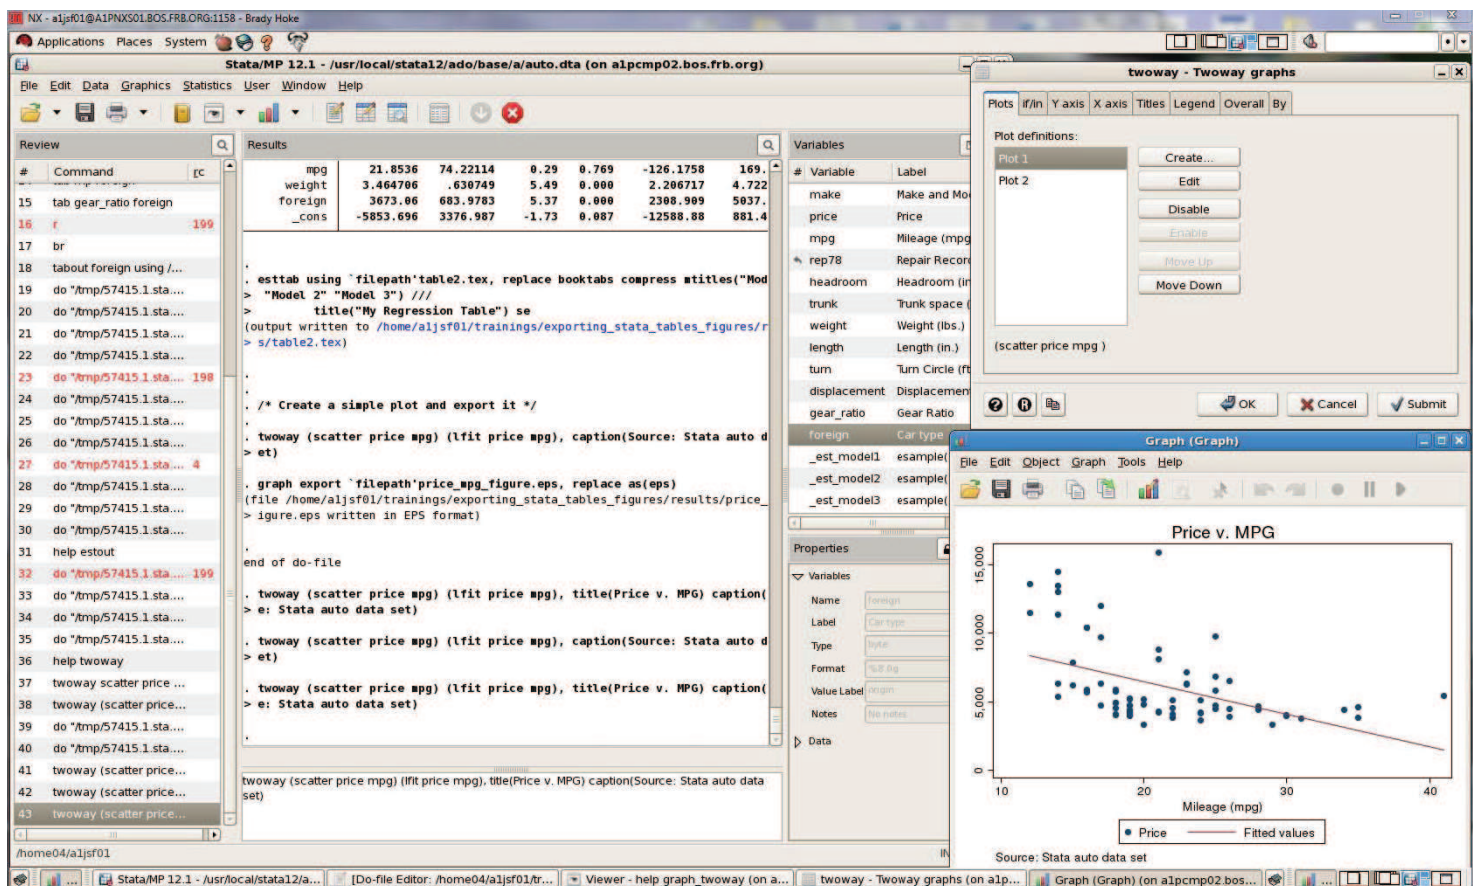 NX - a1jsf01@A1PNXS01.BOS.FRB.ORG:1158 - Brady Hoke
Applications Places System
Stata/MP 12.1 - /usr/local/stata12/ado/base/a/auto.dta (on a1pcmp02.bos.frb.org)
File Edit Data Graphics Statistics User Window Help
Review
# Command rc
15 tab gear_ratio foreign
16 r 199
17 br
18 tabout foreign using /...
19 do "/tmp/57415.1.sta....
20 do "/tmp/57415.1.sta....
21 do "/tmp/57415.1.sta....
22 do "/tmp/57415.1.sta....
23 do "/tmp/57415.1.sta.... 198
24 do "/tmp/57415.1.sta....
25 do "/tmp/57415.1.sta....
26 do "/tmp/57415.1.sta....
27 do "/tmp/57415.1.sta.... 4
28 do "/tmp/57415.1.sta....
29 do "/tmp/57415.1.sta....
30 do "/tmp/57415.1.sta....
31 help estout
32 do "/tmp/57415.1.sta.... 199
33 do "/tmp/57415.1.sta....
34 do "/tmp/57415.1.sta....
35 do "/tmp/57415.1.sta....
36 help twoway
37 twoway scatter price ...
38 twoway (scatter price...
39 do "/tmp/57415.1.sta....
40 do "/tmp/57415.1.sta....
41 twoway (scatter price...
42 twoway (scatter price...
43 twoway (scatter price...
Results
mpg 21.8536 74.22114 0.29 0.769 -126.1758 169.
weight 3.464706 .630749 5.49 0.000 2.206717 4.722
foreign 3673.06 683.9783 5.37 0.000 2308.909 5037.
_cons -5853.696 3376.987 -1.73 0.087 -12588.88 881.4
.
. esttab using `filepath'table2.tex, replace booktabs compress mtitles("Mod
> "Model 2" "Model 3") ///
> title("My Regression Table") se
(output written to /home/a1jsf01/trainings/exporting_stata_tables_figures/r
> s/table2.tex)
.
.
. /* Create a simple plot and export it */
.
. twoway (scatter price mpg) (lfit price mpg), caption(Source: Stata auto d
> et)
.
. graph export `filepath'price_mpg_figure.eps, replace as(eps)
(file /home/a1jsf01/trainings/exporting_stata_tables_figures/results/price_
> igure.eps written in EPS format)
.
end of do-file
. twoway (scatter price mpg) (lfit price mpg), title(Price v. MPG) caption(
> e: Stata auto data set)
. twoway (scatter price mpg) (lfit price mpg), caption(Source: Stata auto d
> et)
. twoway (scatter price mpg) (lfit price mpg), title(Price v. MPG) caption(
> e: Stata auto data set)
.
twoway (scatter price mpg) (lfit price mpg), title(Price v. MPG) caption(Source: Stata auto data
set)
Variables
# Variable Label
make Make and Mo
price Price
mpg Mileage (mpg
rep78 Repair Recor
headroom Headroom (in
trunk Trunk space (
weight Weight (lbs.)
length Length (in.)
turn Turn Circle (ft
displacement Displacemen
gear_ratio Gear Ratio
foreign Car type
_est_model1 esample(
_est_model2 esample(
_est_model3 esample(
Properties
Variables
Name foreign
Label Car type
Type byte
Format %8.0g
Value Label origin
Notes No notes
Data
twoway - Twoway graphs
Plots if/in Y axis X axis Titles Legend Overall By
Plot definitions:
Plot 1
Plot 2
Create...
Edit
Disable
Enable
Move Up
Move Down
(scatter price mpg )
OK Cancel Submit
Graph (Graph)
File Edit Object Graph Tools Help
Price v. MPG
15,000
10,000
5,000
0
10 20 30 40
Mileage (mpg)
Price Fitted values
Source: Stata auto data set
/home04/a1jsf01
IN
... Stata/MP 12.1 - /usr/local/stata12/a... [Do-file Editor: /home04/a1jsf01/tr... Viewer - help graph_twoway (on a... twoway - Twoway graphs (on a1p... Graph (Graph) (on a1pcmp02.bos... ...